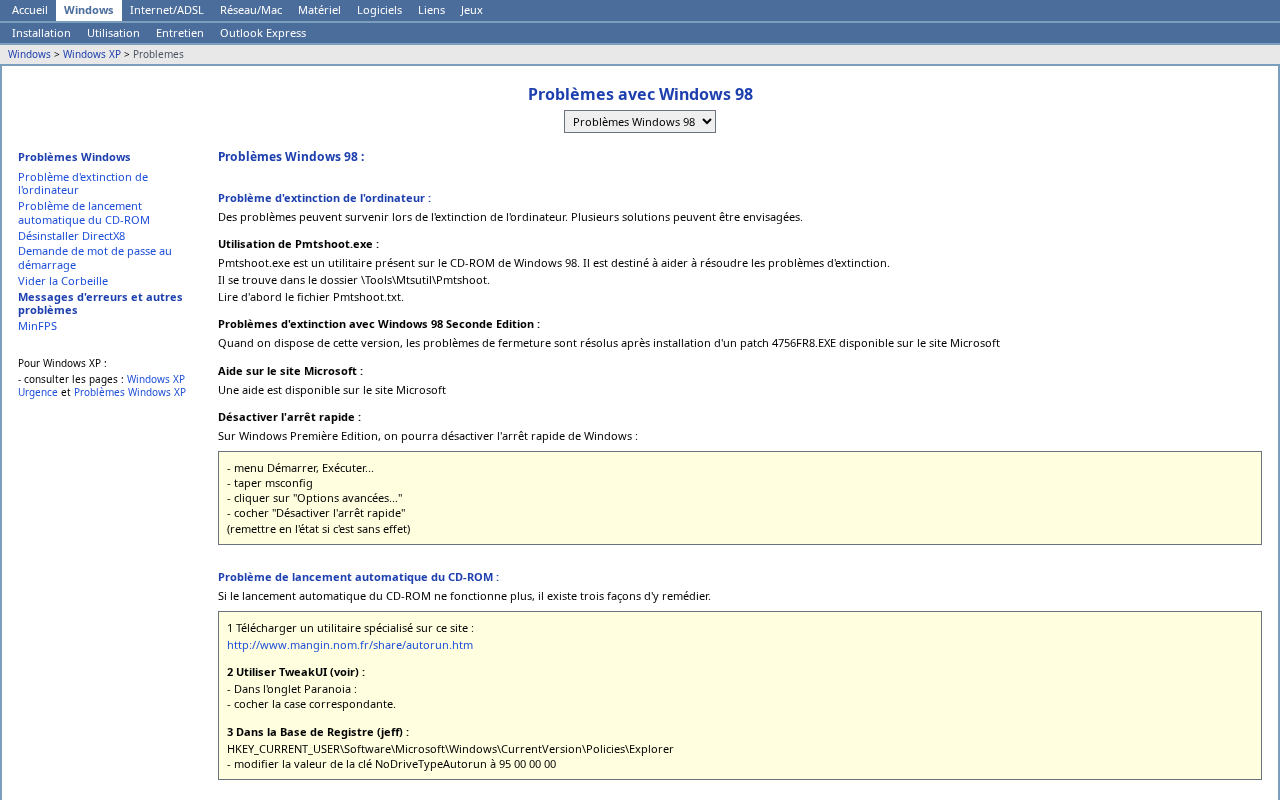 Accueil Windows Internet/ADSL Réseau/Mac Matériel Logiciels Liens Jeux
Installation Utilisation Entretien Outlook Express
Windows > Windows XP > Problemes
Problèmes avec Windows 98
Problèmes Windows 98
Problèmes Windows
Problème d'extinction de
l'ordinateur
Problème de lancement
automatique du CD-ROM
Désinstaller DirectX8
Demande de mot de passe au
démarrage
Vider la Corbeille
Messages d'erreurs et autres
problèmes
MinFPS
Pour Windows XP :
- consulter les pages : Windows XP
Urgence et Problèmes Windows XP
Problèmes Windows 98 :
Problème d'extinction de l'ordinateur :
Des problèmes peuvent survenir lors de l'extinction de l'ordinateur. Plusieurs solutions peuvent être envisagées.
Utilisation de Pmtshoot.exe :
Pmtshoot.exe est un utilitaire présent sur le CD-ROM de Windows 98. Il est destiné à aider à résoudre les problèmes d'extinction.
Il se trouve dans le dossier \Tools\Mtsutil\Pmtshoot.
Lire d'abord le fichier Pmtshoot.txt.
Problèmes d'extinction avec Windows 98 Seconde Edition :
Quand on dispose de cette version, les problèmes de fermeture sont résolus après installation d'un patch 4756FR8.EXE disponible sur le site Microsoft
Aide sur le site Microsoft :
Une aide est disponible sur le site Microsoft
Désactiver l'arrêt rapide :
Sur Windows Première Edition, on pourra désactiver l'arrêt rapide de Windows :
- menu Démarrer, Exécuter...
- taper msconfig
- cliquer sur "Options avancées..."
- cocher "Désactiver l'arrêt rapide"
(remettre en l'état si c'est sans effet)
Problème de lancement automatique du CD-ROM :
Si le lancement automatique du CD-ROM ne fonctionne plus, il existe trois façons d'y remédier.
1 Télécharger un utilitaire spécialisé sur ce site :
http://www.mangin.nom.fr/share/autorun.htm
2 Utiliser TweakUI (voir) :
- Dans l'onglet Paranoia :
- cocher la case correspondante.
3 Dans la Base de Registre (jeff) :
HKEY_CURRENT_USER\Software\Microsoft\Windows\CurrentVersion\Policies\Explorer
- modifier la valeur de la clé NoDriveTypeAutorun à 95 00 00 00